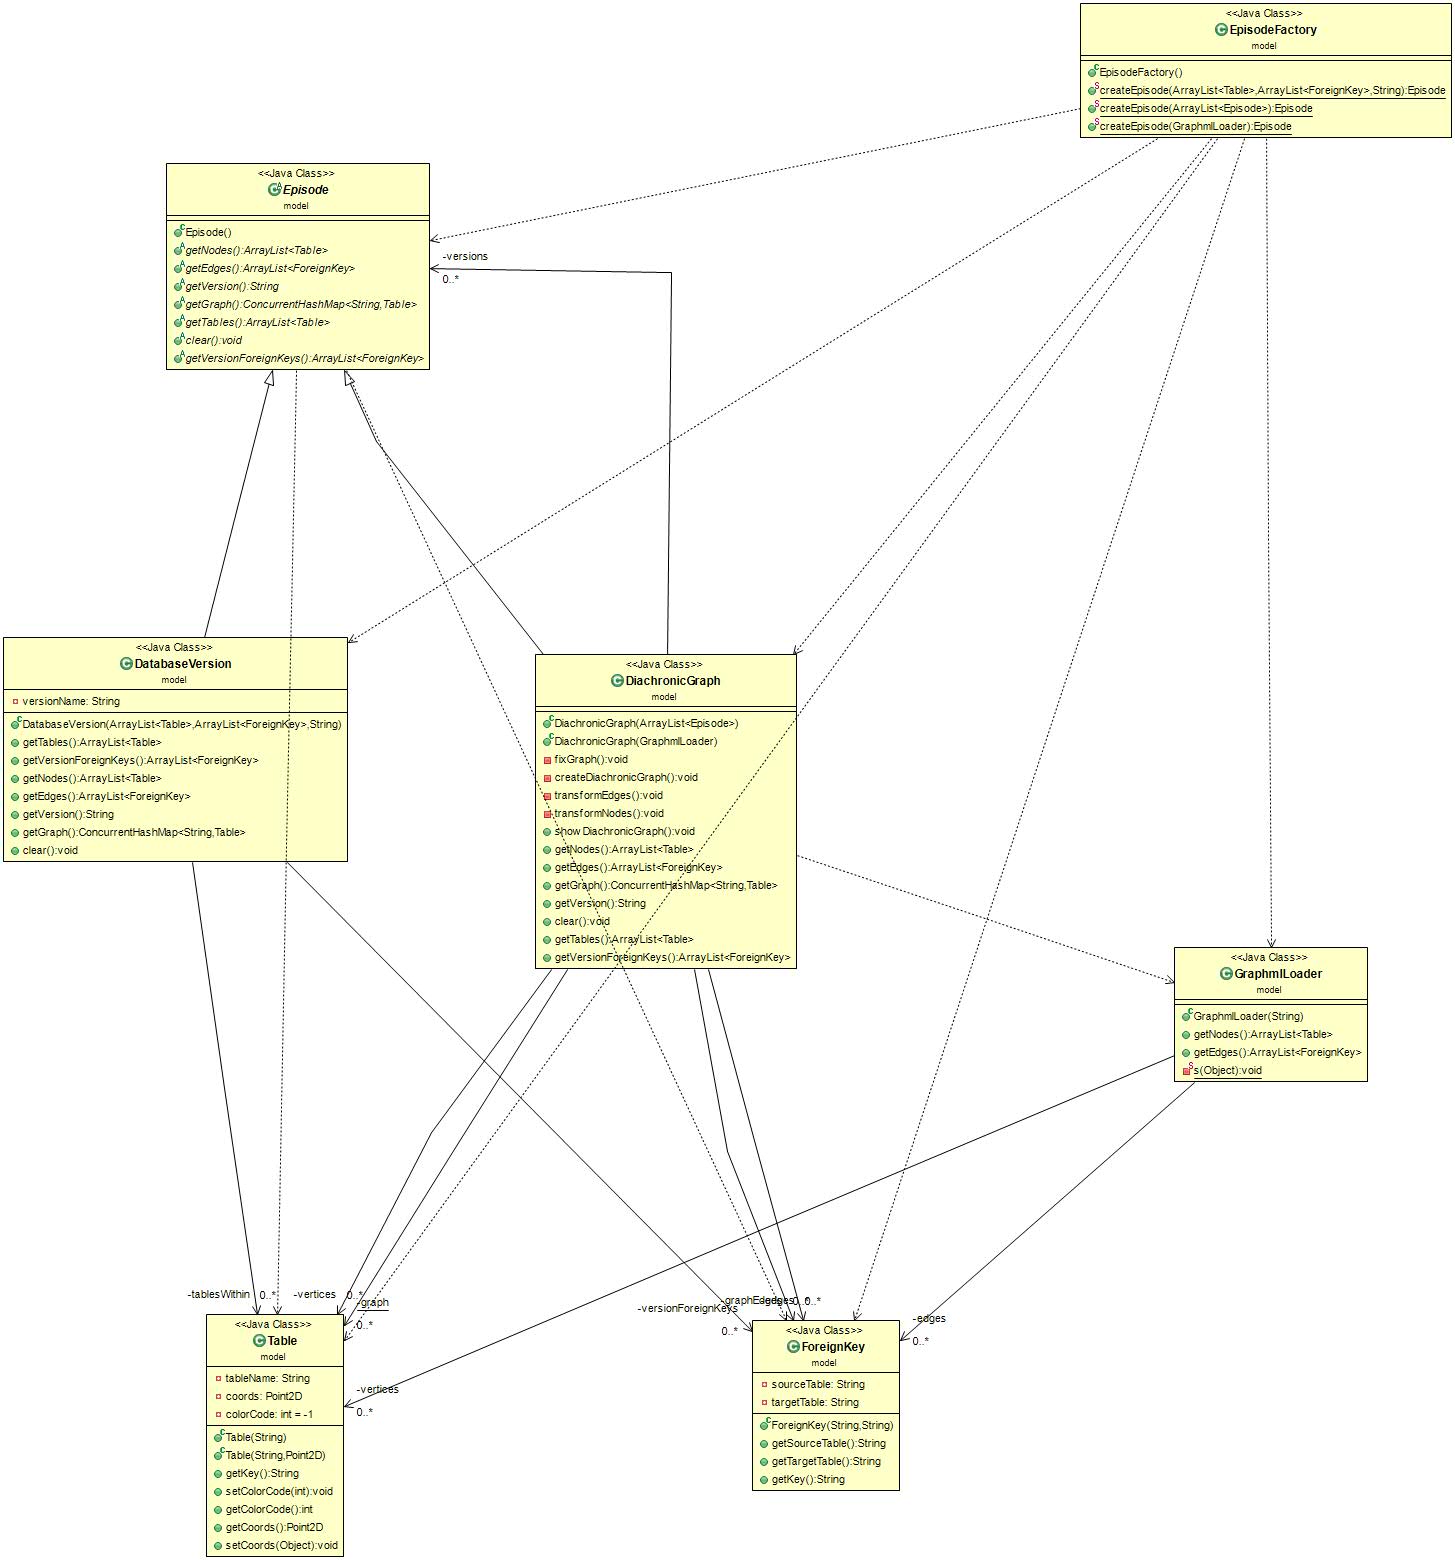 <<Java Class>>
EpisodeFactory
model
EpisodeFactory()
createEpisode(ArrayList<Table>,ArrayList<ForeignKey>,String):Episode
createEpisode(ArrayList<Episode>):Episode
createEpisode(GraphmlLoader):Episode
<<Java Class>>
Episode
model
Episode()
getNodes():ArrayList<Table>
getEdges():ArrayList<ForeignKey>
getVersion():String
getGraph():ConcurrentHashMap<String,Table>
getTables():ArrayList<Table>
clear():void
getVersionForeignKeys():ArrayList<ForeignKey>
-versions
0..*
<<Java Class>>
DatabaseVersion
model
versionName: String
DatabaseVersion(ArrayList<Table>,ArrayList<ForeignKey>,String)
getTables():ArrayList<Table>
getVersionForeignKeys():ArrayList<ForeignKey>
getNodes():ArrayList<Table>
getEdges():ArrayList<ForeignKey>
getVersion():String
getGraph():ConcurrentHashMap<String,Table>
clear():void
<<Java Class>>
DiachronicGraph
model
DiachronicGraph(ArrayList<Episode>)
DiachronicGraph(GraphmlLoader)
fixGraph():void
createDiachronicGraph():void
transformEdges():void
transformNodes():void
showDiachronicGraph():void
getNodes():ArrayList<Table>
getEdges():ArrayList<ForeignKey>
getGraph():ConcurrentHashMap<String,Table>
getVersion():String
clear():void
getTables():ArrayList<Table>
getVersionForeignKeys():ArrayList<ForeignKey>
<<Java Class>>
GraphmlLoader
model
GraphmlLoader(String)
getNodes():ArrayList<Table>
getEdges():ArrayList<ForeignKey>
s(Object):void
-tablesWithin 0..*
-vertices 0..*
-graph
0..*
-vertices
0..*
<<Java Class>>
Table
model
tableName: String
coords: Point2D
colorCode: int = -1
Table(String)
Table(String,Point2D)
getKey():String
setColorCode(int):void
getColorCode():int
getCoords():Point2D
setCoords(Object):void
-versionForeignKeys
0..*
-graphEdges 0..*
0..*
-edges
0..*
<<Java Class>>
ForeignKey
model
sourceTable: String
targetTable: String
ForeignKey(String,String)
getSourceTable():String
getTargetTable():String
getKey():String